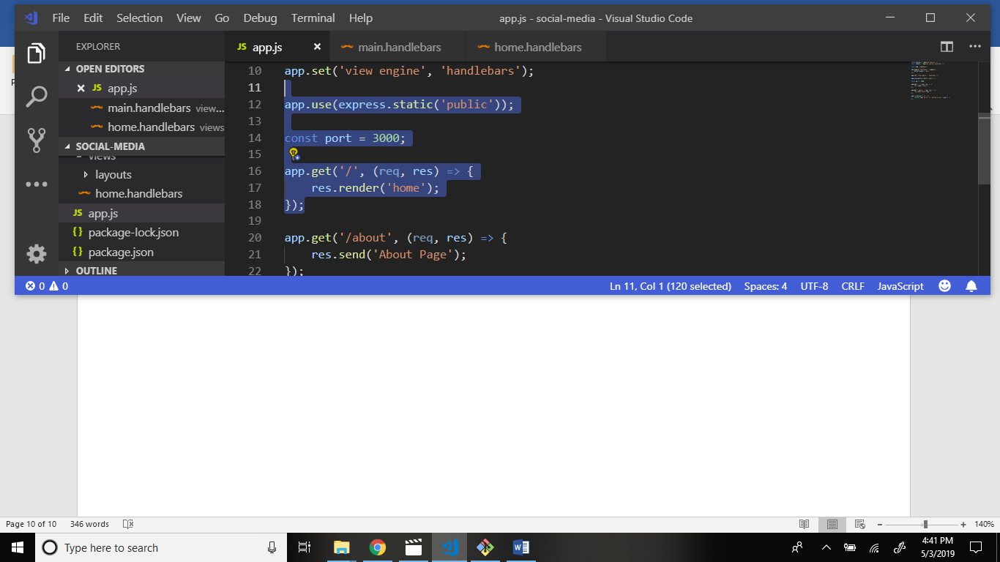 File Edit Selection View Go Debug Terminal Help app.js - social-media - Visual Studio Code
EXPLORER
JS app.js main.handlebars home.handlebars
OPEN EDITORS
JS app.js
main.handlebars view...
home.handlebars views
SOCIAL-MEDIA
views
layouts
home.handlebars
JS app.js
{} package-lock.json
{} package.json
OUTLINE
10 app.set('view engine', 'handlebars');
11
12 app.use(express.static('public'));
13
14 const port = 3000;
15
16 app.get('/', (req, res) => {
17 res.render('home');
18 });
19
20 app.get('/about', (req, res) => {
21 res.send('About Page');
22 });
0 0 Ln 11, Col 1 (120 selected) Spaces: 4 UTF-8 CRLF JavaScript
Page 10 of 10 346 words 140%
Type here to search
4:41 PM
5/3/2019